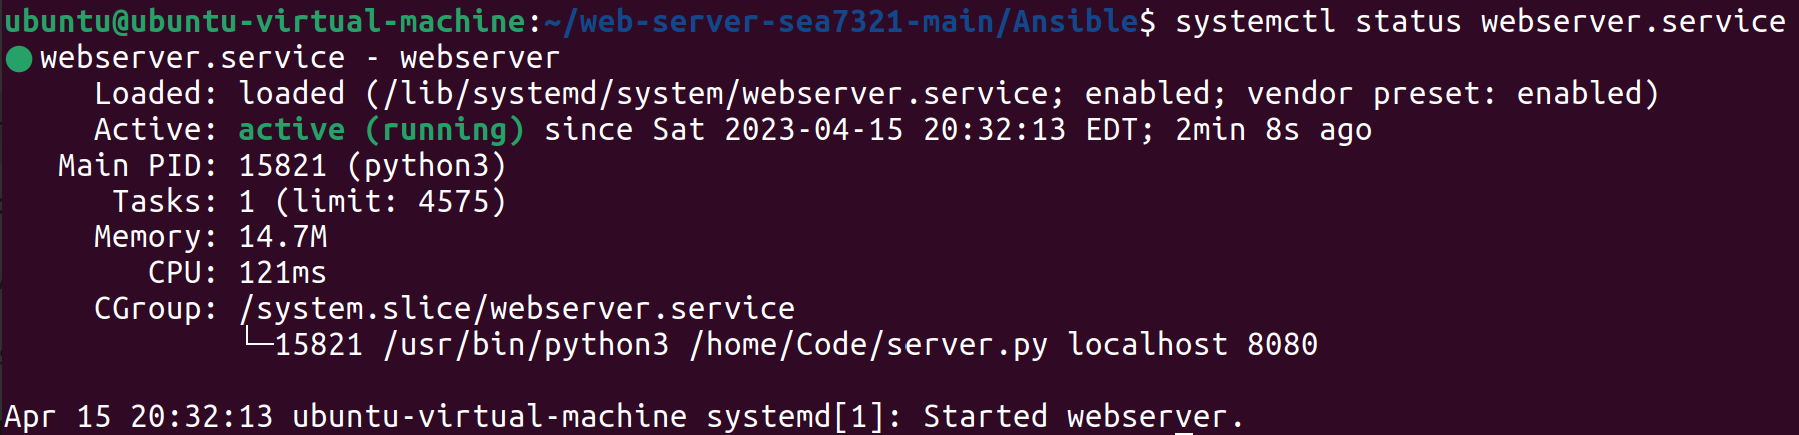 ubuntu@ubuntu-virtual-machine:~/web-server-sea7321-main/Ansible$ systemctl status webserver.service
● webserver.service - webserver
     Loaded: loaded (/lib/systemd/system/webserver.service; enabled; vendor preset: enabled)
     Active: active (running) since Sat 2023-04-15 20:32:13 EDT; 2min 8s ago
   Main PID: 15821 (python3)
      Tasks: 1 (limit: 4575)
     Memory: 14.7M
        CPU: 121ms
     CGroup: /system.slice/webserver.service
             └─15821 /usr/bin/python3 /home/Code/server.py localhost 8080

Apr 15 20:32:13 ubuntu-virtual-machine systemd[1]: Started webserver.